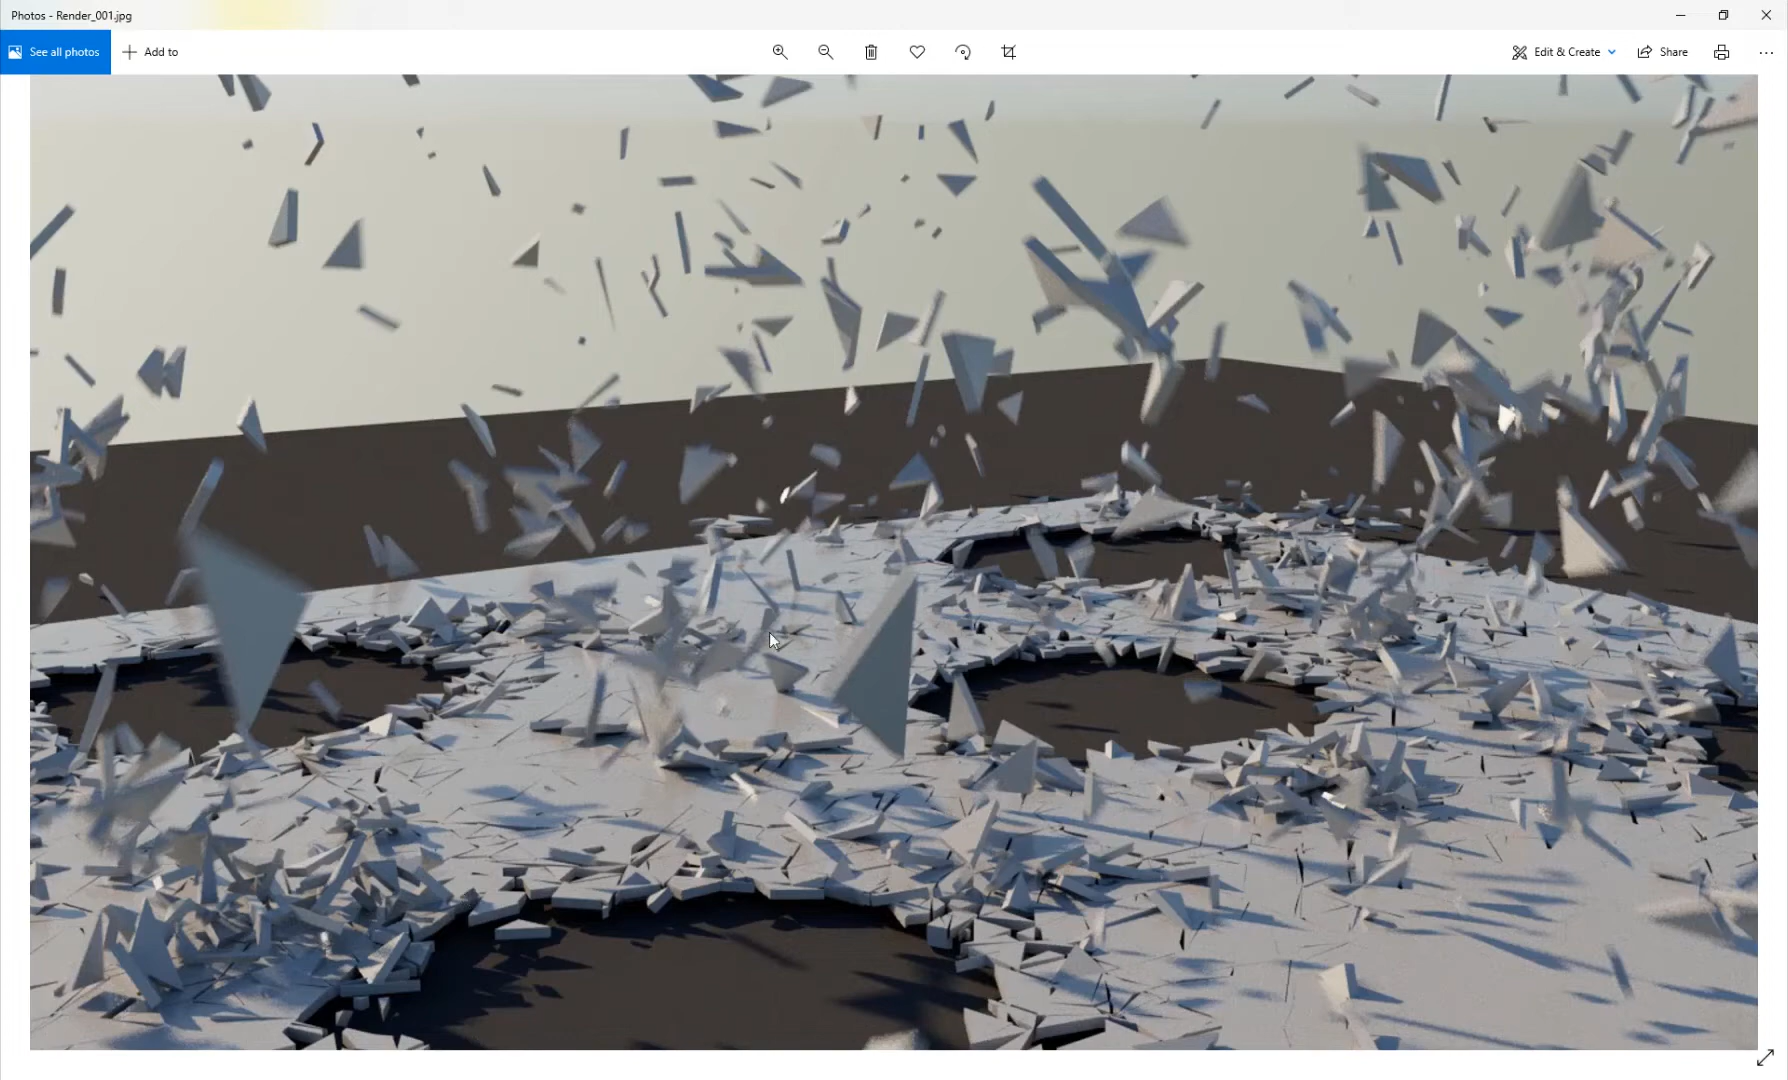 Photos - Render_001.jpg
See all photos
Add to
Edit & Create
Share